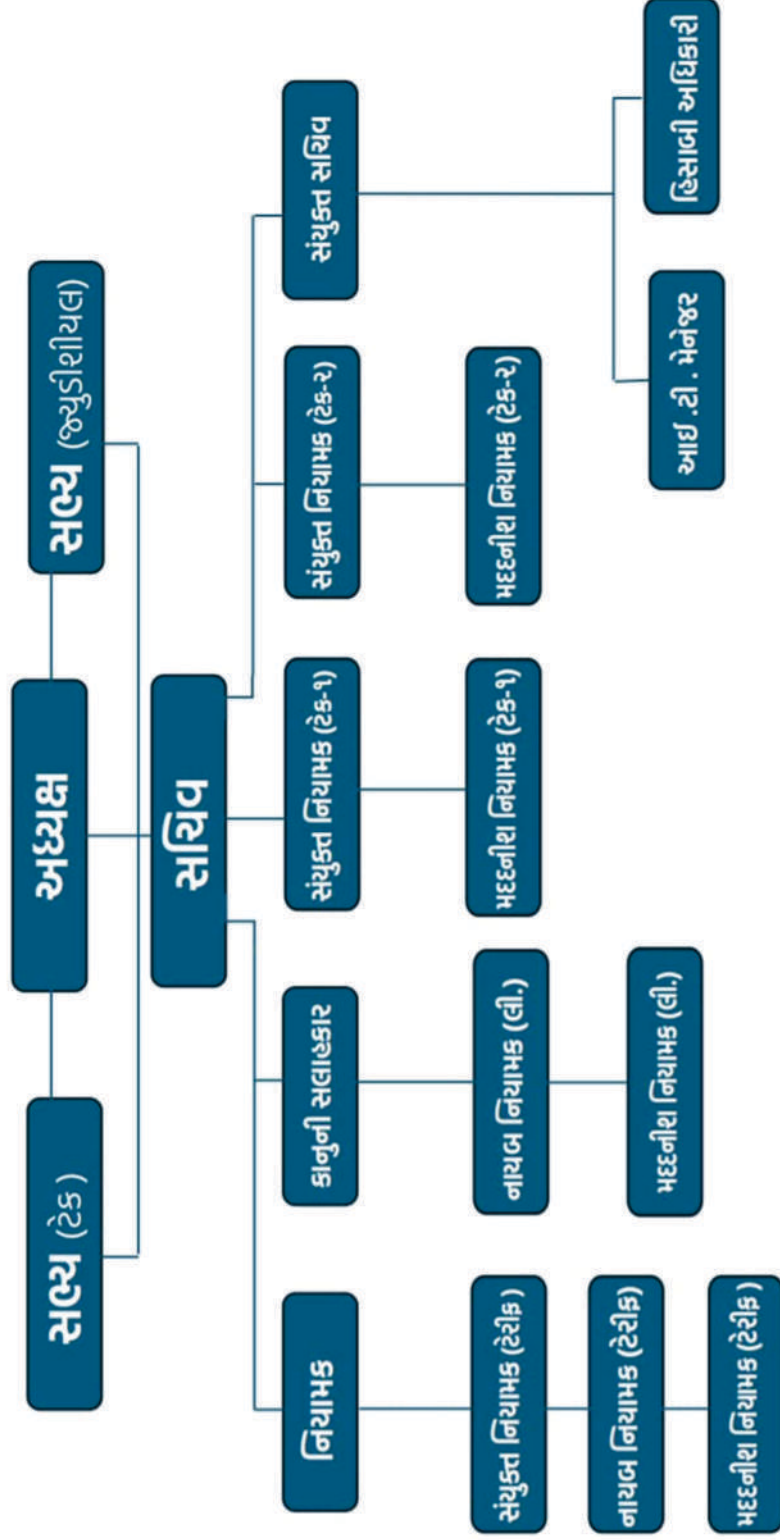 અધ્યક્ષ
સભ્ય (ટેક )
સભ્ય (જ્યુડીશીયલ)
સચિવ
નિયામક
કાનુની સલાહકાર
સંયુક્ત નિયામક (ટેક-૧)
સંયુક્ત નિયામક (ટેક-૨)
સંયુક્ત સચિવ
સંયુક્ત નિયામક (ટેરીફ )
નાયબ નિયામક (લી.)
મદદનીશ નિયામક (ટેક-૧)
મદદનીશ નિયામક (ટેક-૨)
નાયબ નિયામક (ટેરીફ)
મદદનીશ નિયામક (લી.)
આઈ .ટી . મેનેજર
હિસાબી અધિકારી
મદદનીશ નિયામક (ટેરીફ )